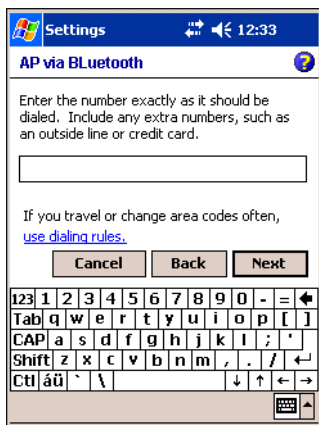 Settings 12:33
AP via BLuetooth ?
Enter the number exactly as it should be
dialed. Include any extra numbers, such as
an outside line or credit card.
If you travel or change area codes often,
use dialing rules.
Cancel Back Next
123 1 2 3 4 5 6 7 8 9 0 - =
Tab q w e r t y u i o p [ ]
CAP a s d f g h j k l ; '
Shift z x c v b n m , . /
Ctl áü ` \